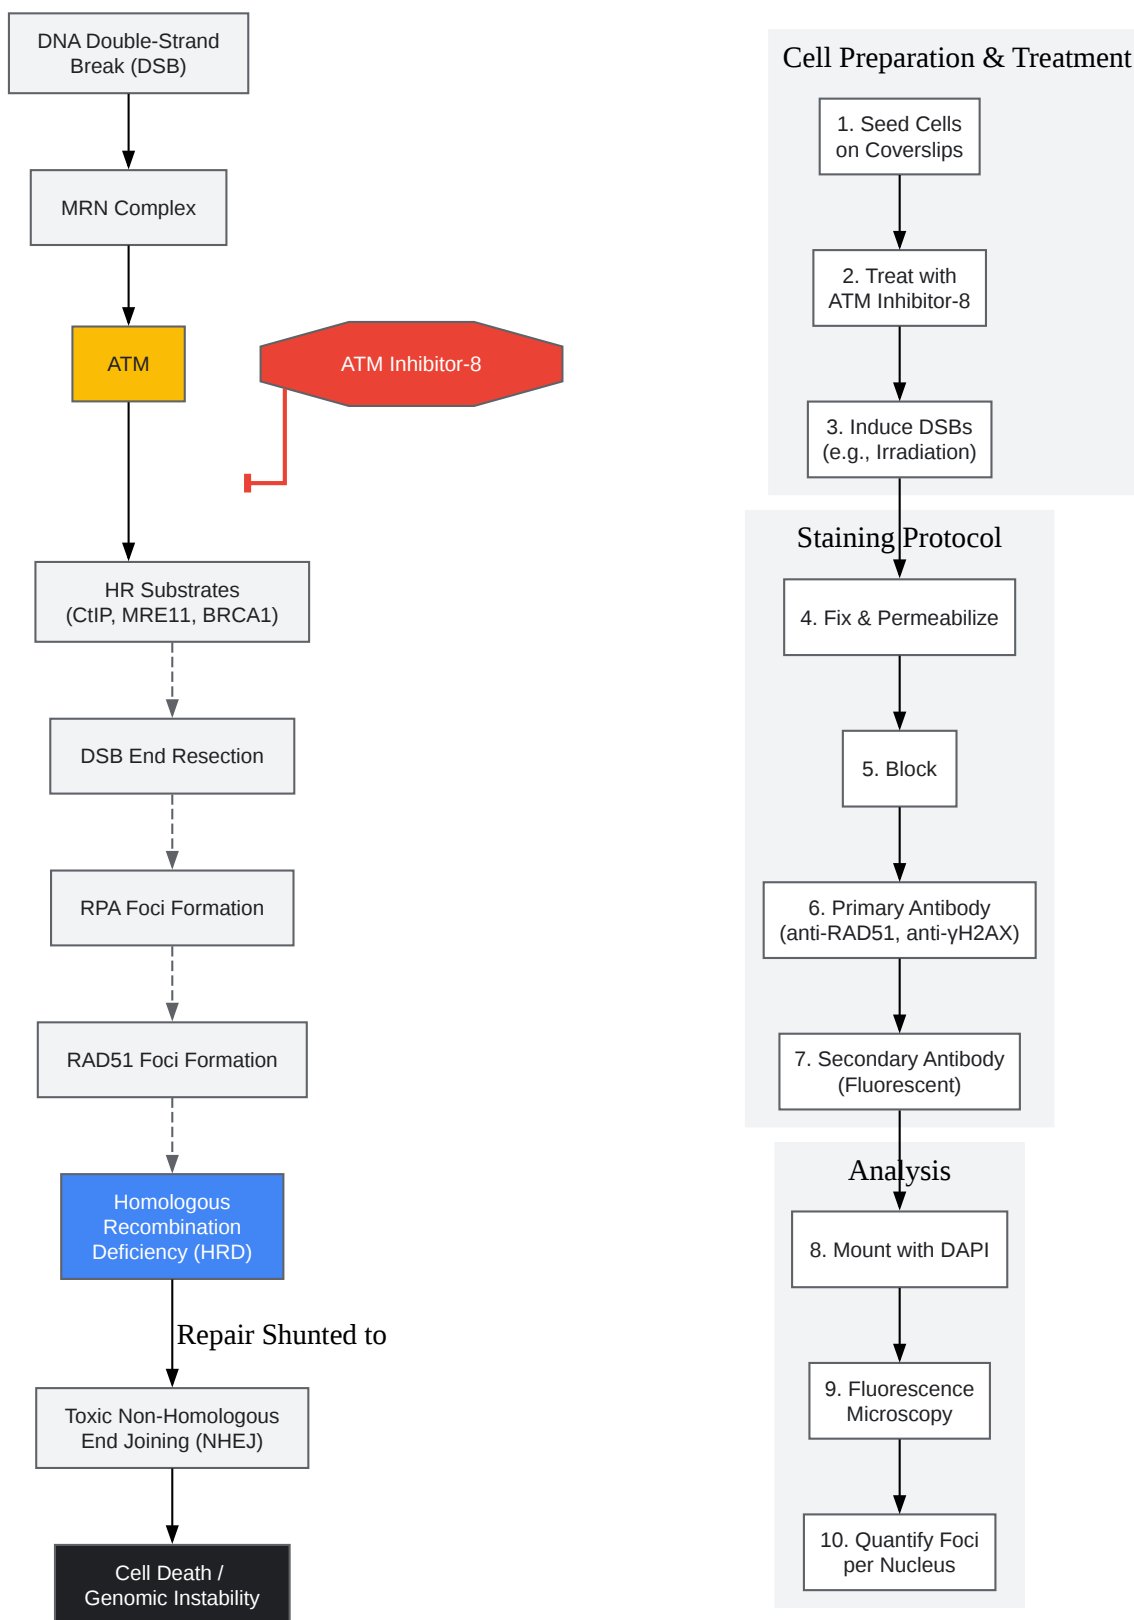 DNA Double-Strand
Break (DSB)
MRN Complex
ATM
ATM Inhibitor-8
HR Substrates
(CtIP, MRE11, BRCA1)
DSB End Resection
RPA Foci Formation
RAD51 Foci Formation
Homologous
Recombination
Deficiency (HRD)
Repair Shunted to
Toxic Non-Homologous
End Joining (NHEJ)
Cell Death /
Genomic Instability
Cell Preparation & Treatment
1. Seed Cells
on Coverslips
2. Treat with
ATM Inhibitor-8
3. Induce DSBs
(e.g., Irradiation)
Staining Protocol
4. Fix & Permeabilize
5. Block
6. Primary Antibody
(anti-RAD51, anti-γH2AX)
7. Secondary Antibody
(Fluorescent)
Analysis
8. Mount with DAPI
9. Fluorescence
Microscopy
10. Quantify Foci
per Nucleus